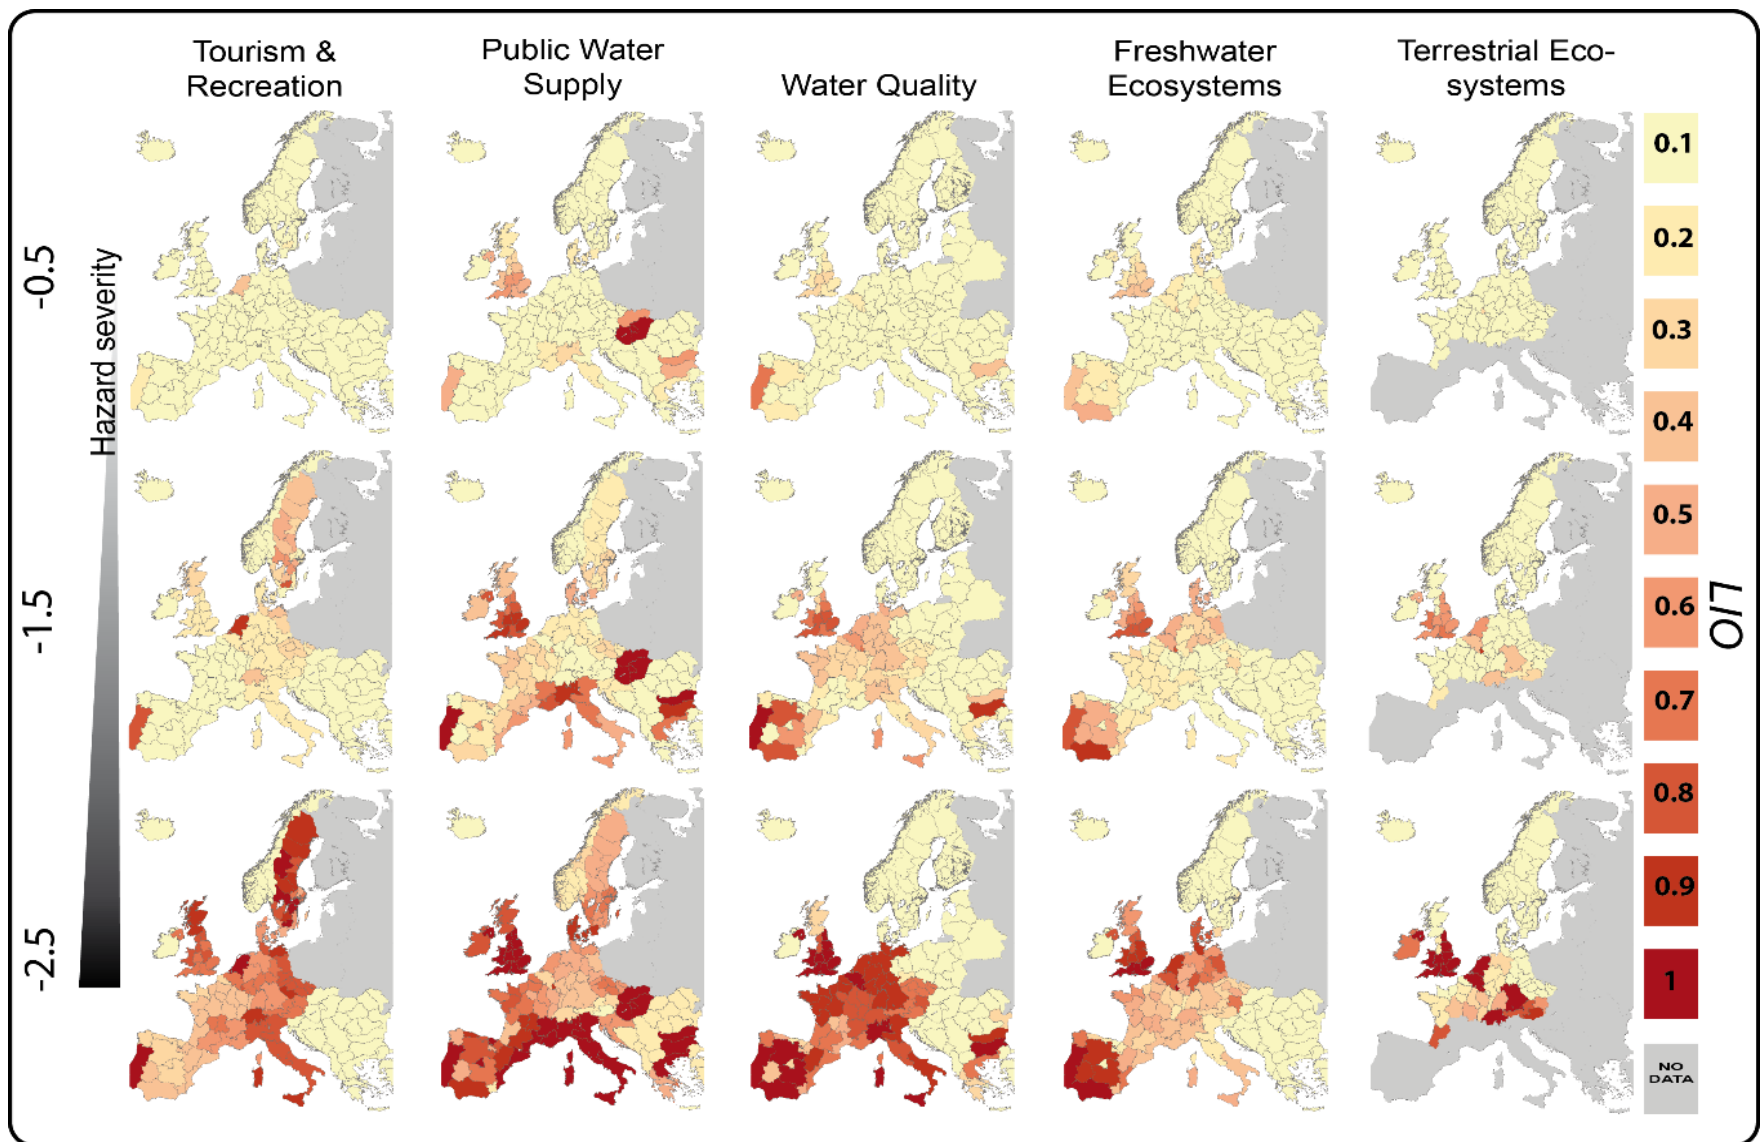 Tourism &
Recreation
Public Water
Supply
Water Quality
Freshwater
Ecosystems
Terrestrial Eco-
systems
-0.5
-1.5
-2.5
Hazard severity
0.1
0.2
0.3
0.4
0.5
0.6
0.7
0.8
0.9
1
NO
DATA
LIO